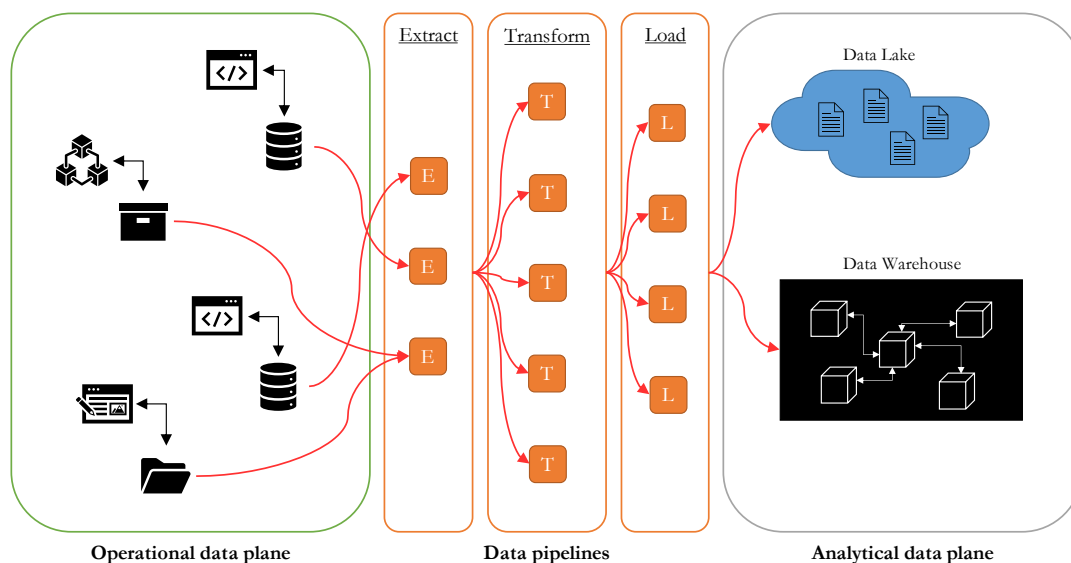 Extract
Transform
Load
Data Lake
</>
T
L
E
T
L
E
Data Warehouse
T
</>
L
E
T
L
T
Operational data plane
Data pipelines
Analytical data plane